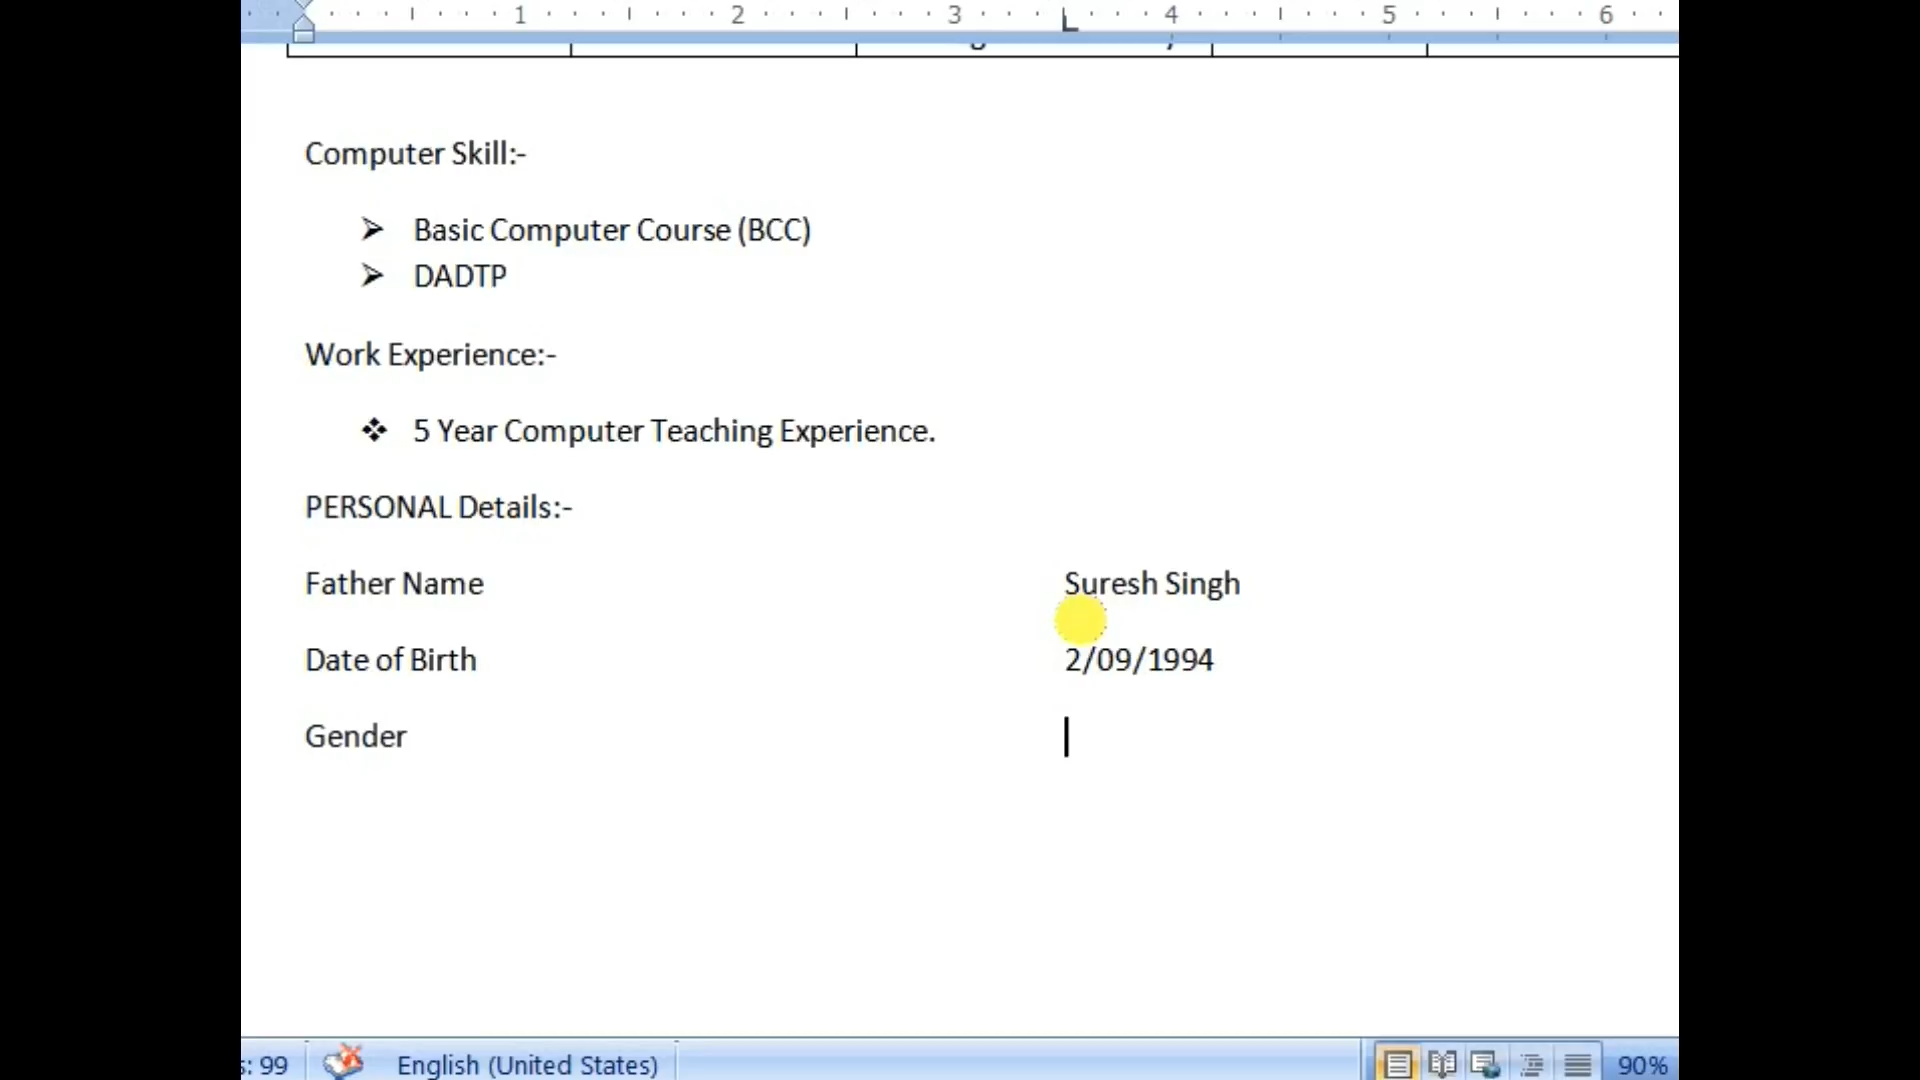 1 2 3 4 5 6
Computer Skill:-
➢ Basic Computer Course (BCC)
➢ DADTP
Work Experience:-
❖ 5 Year Computer Teaching Experience.
PERSONAL Details:-
Father Name Suresh Singh
Date of Birth 2/09/1994
Gender
: 99 English (United States) 90%